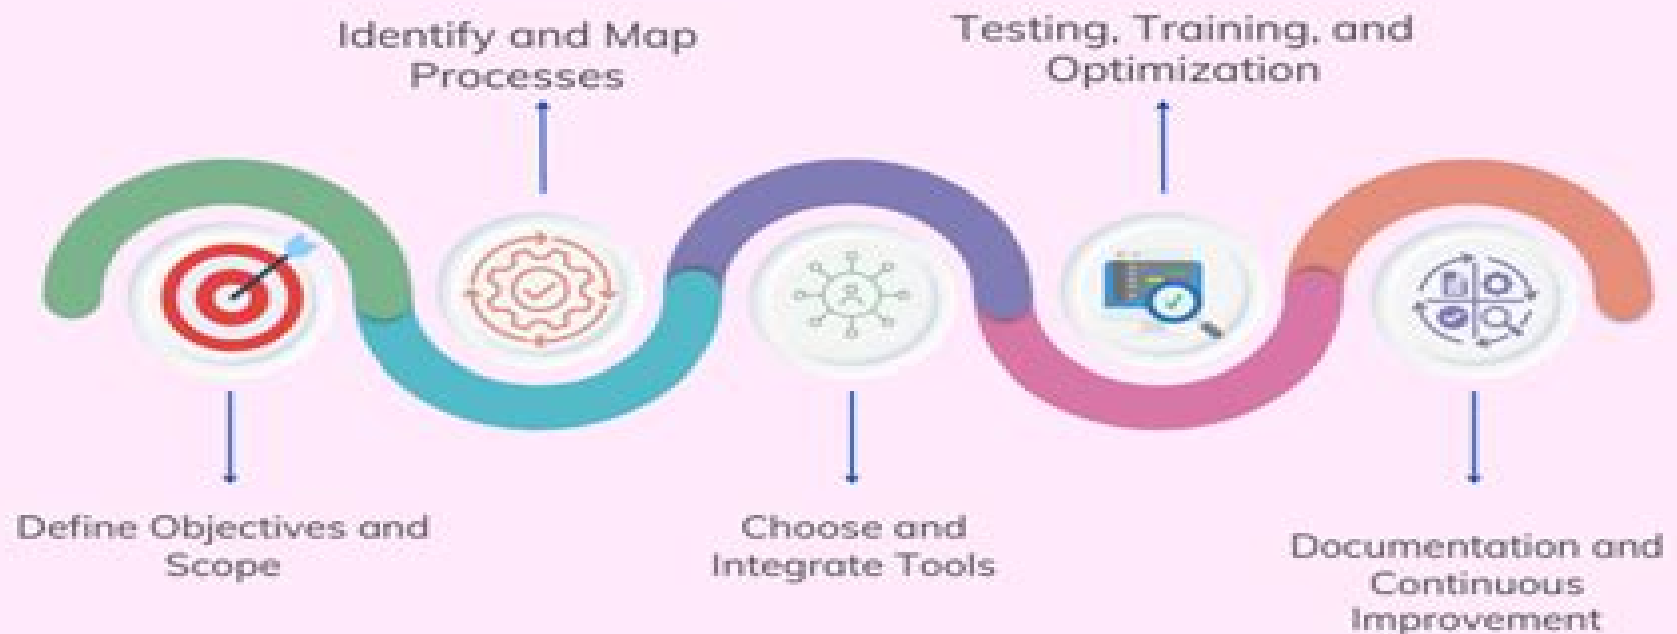 Identify and Map
Processes
Testing, Training, and
Optimization
Define Objectives and
Scope
Choose and
Integrate Tools
Documentation and
Continuous
Improvement